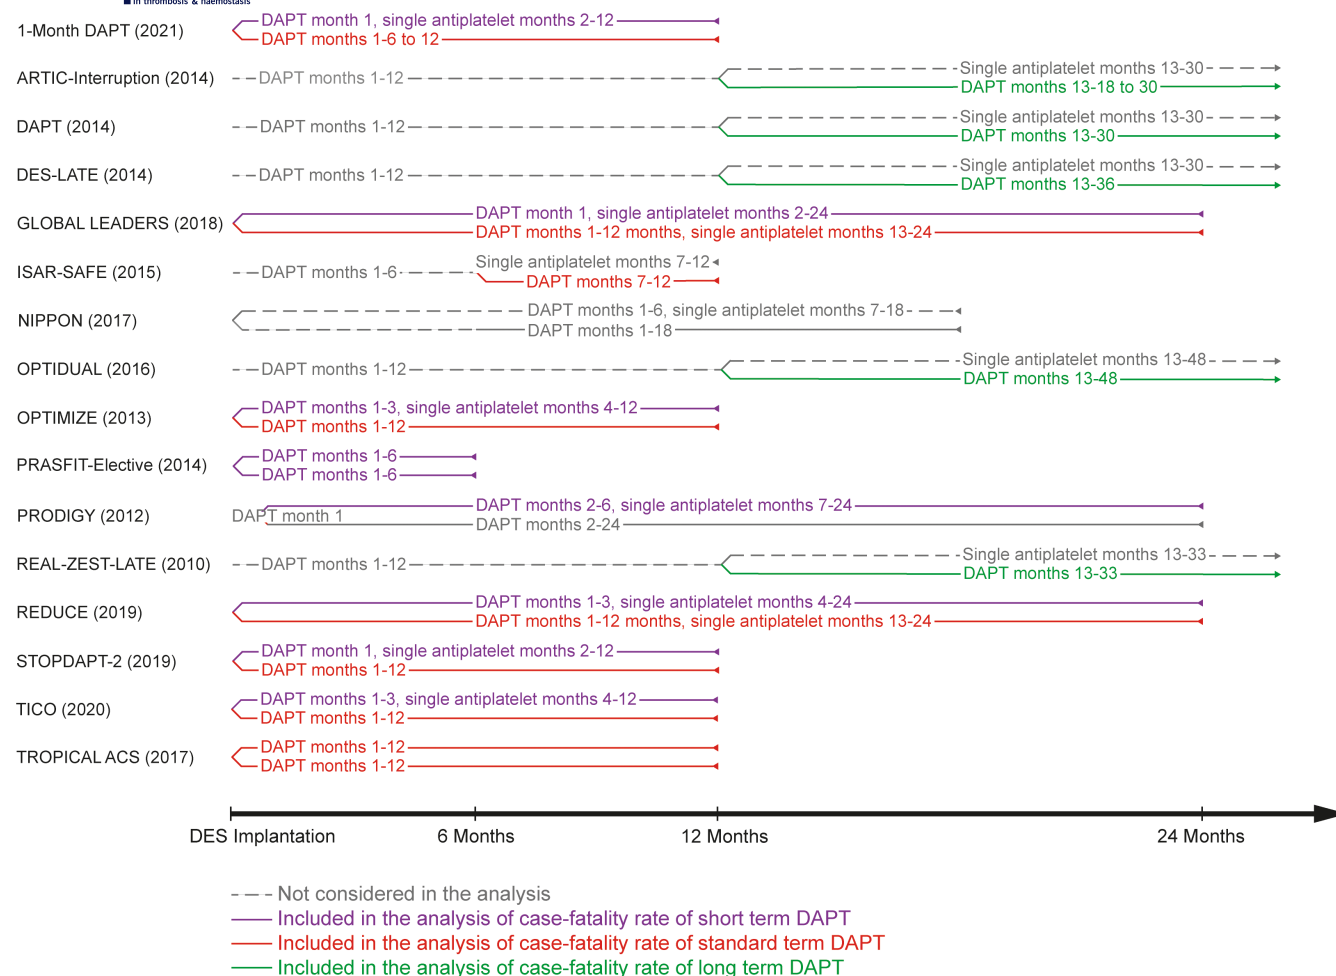 in thrombosis & haemostasis
1-Month DAPT (2021)
DAPT month 1, single antiplatelet months 2-12
DAPT months 1-6 to 12
ARTIC-Interruption (2014)
DAPT months 1-12
Single antiplatelet months 13-30
DAPT months 13-18 to 30
DAPT (2014)
DAPT months 1-12
Single antiplatelet months 13-30
DAPT months 13-30
DES-LATE (2014)
DAPT months 1-12
Single antiplatelet months 13-30
DAPT months 13-36
GLOBAL LEADERS (2018)
DAPT month 1, single antiplatelet months 2-24
DAPT months 1-12 months, single antiplatelet months 13-24
ISAR-SAFE (2015)
DAPT months 1-6
Single antiplatelet months 7-12
DAPT months 7-12
NIPPON (2017)
DAPT months 1-6, single antiplatelet months 7-18
DAPT months 1-18
OPTIDUAL (2016)
DAPT months 1-12
Single antiplatelet months 13-48
DAPT months 13-48
OPTIMIZE (2013)
DAPT months 1-3, single antiplatelet months 4-12
DAPT months 1-12
PRASFIT-Elective (2014)
DAPT months 1-6
DAPT months 1-6
PRODIGY (2012)
DAPT month 1
DAPT months 2-6, single antiplatelet months 7-24
DAPT months 2-24
REAL-ZEST-LATE (2010)
DAPT months 1-12
Single antiplatelet months 13-33
DAPT months 13-33
REDUCE (2019)
DAPT months 1-3, single antiplatelet months 4-24
DAPT months 1-12 months, single antiplatelet months 13-24
STOPDAPT-2 (2019)
DAPT month 1, single antiplatelet months 2-12
DAPT months 1-12
TICO (2020)
DAPT months 1-3, single antiplatelet months 4-12
DAPT months 1-12
TROPICAL ACS (2017)
DAPT months 1-12
DAPT months 1-12
DES Implantation
6 Months
12 Months
24 Months
Not considered in the analysis
Included in the analysis of case-fatality rate of short term DAPT
Included in the analysis of case-fatality rate of standard term DAPT
Included in the analysis of case-fatality rate of long term DAPT